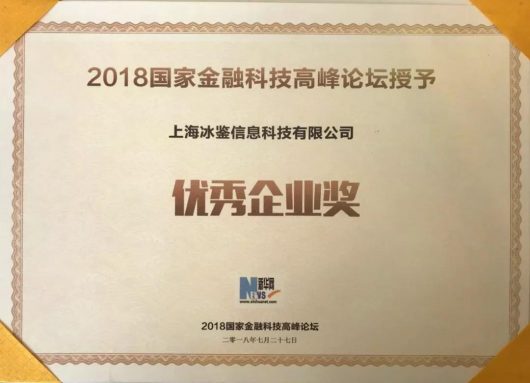 2018国家金融科技高峰论坛授予
上海冰鉴信息科技有限公司
优秀企业奖
NEWS
新华网
2018国家金融科技高峰论坛
二零一八年七月二十七日